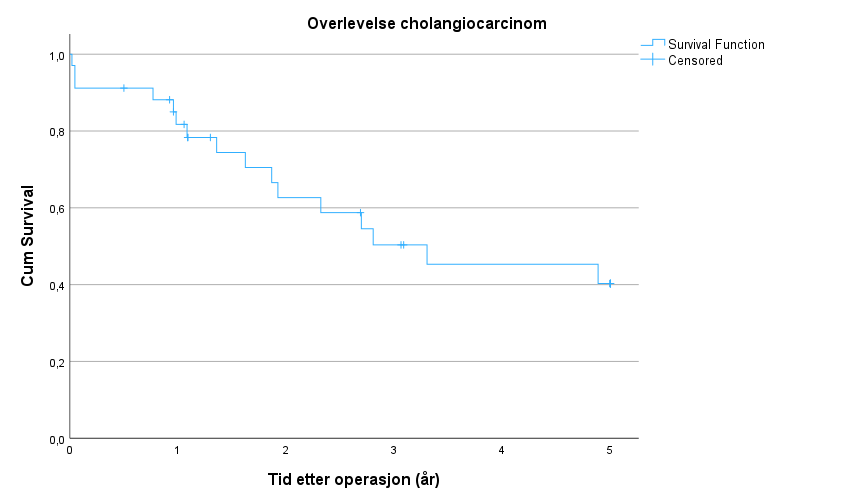 Overlevelse cholangiocarcinom
Survival Function
Censored
Cum Survival
1,0
0,8
0,6
0,4
0,2
0,0
0 1 2 3 4 5
Tid etter operasjon (år)